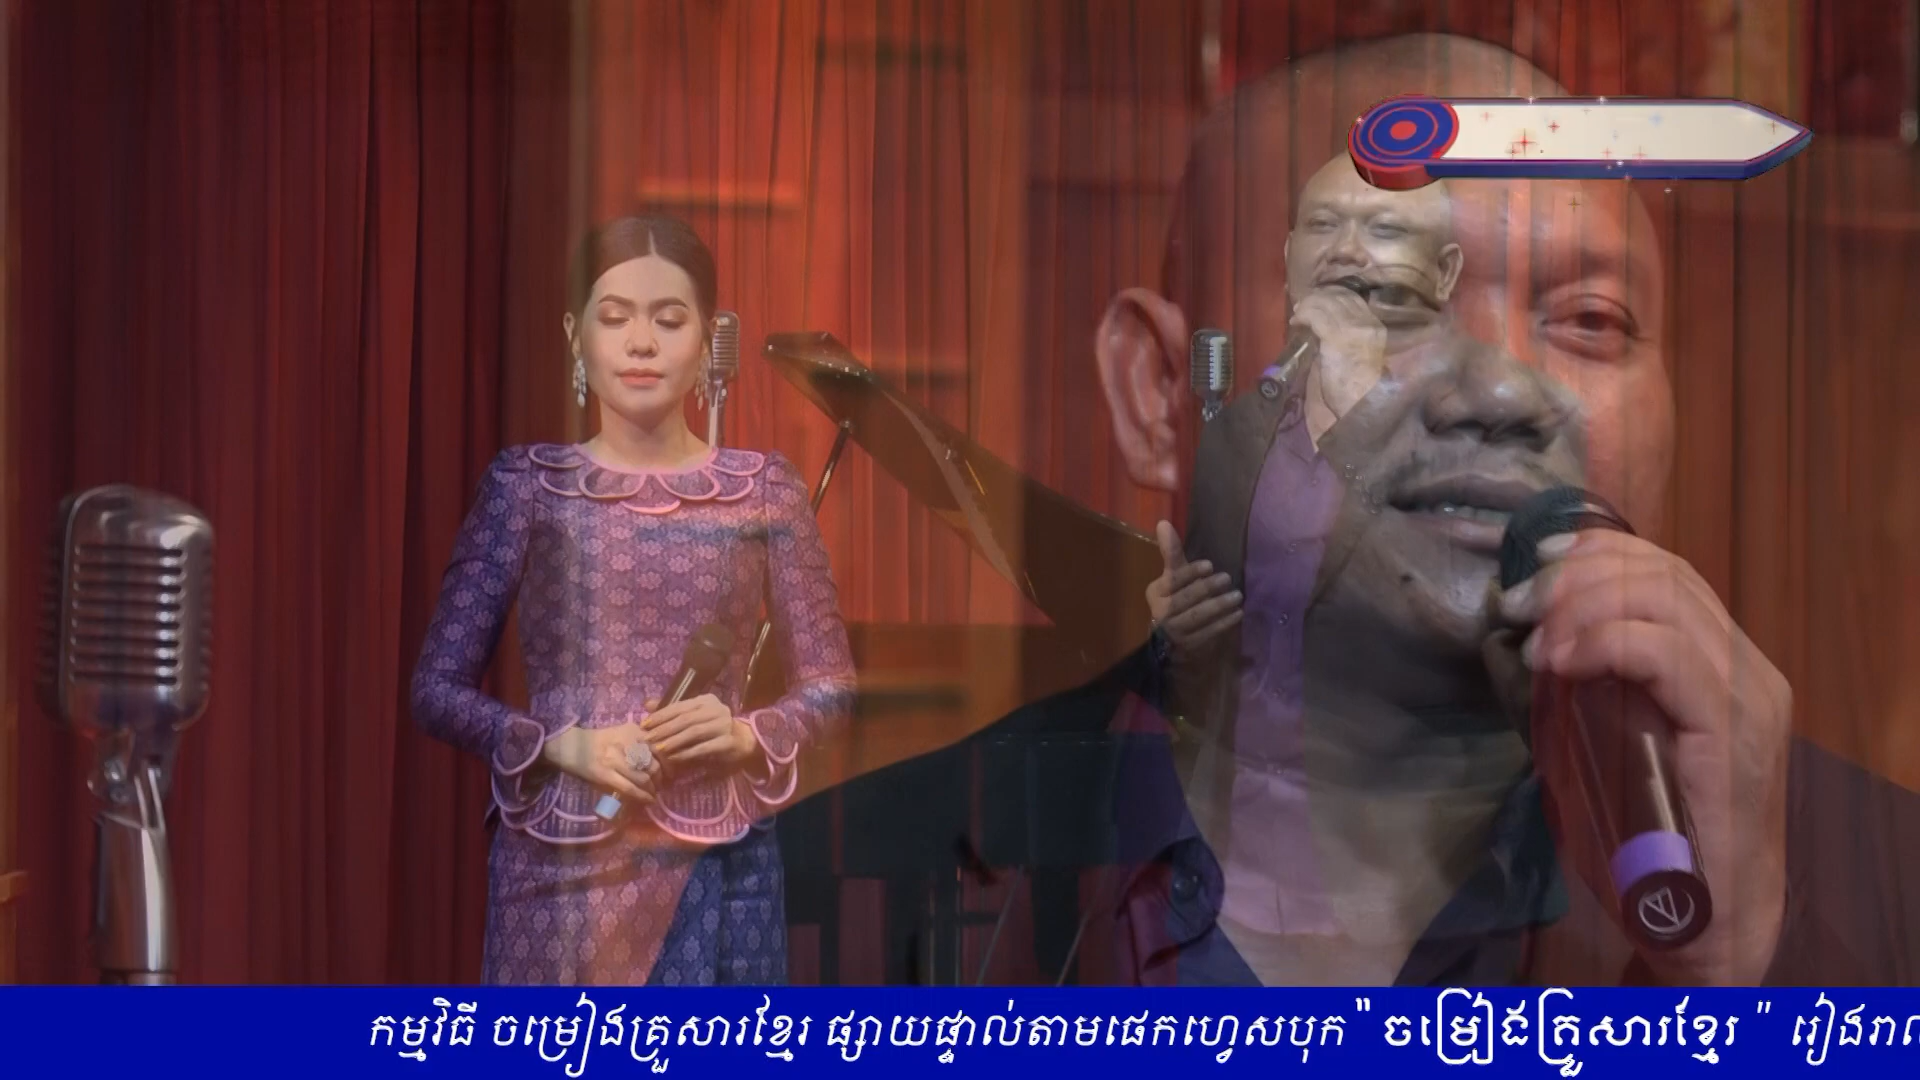 កម្មវិធី ចម្រៀងគ្រួសារខ្មែរ ផ្សាយផ្ទាល់តាមផេកហ្វេសបុក " ចម្រៀងគ្រួសារខ្មែរ " រៀងរាល